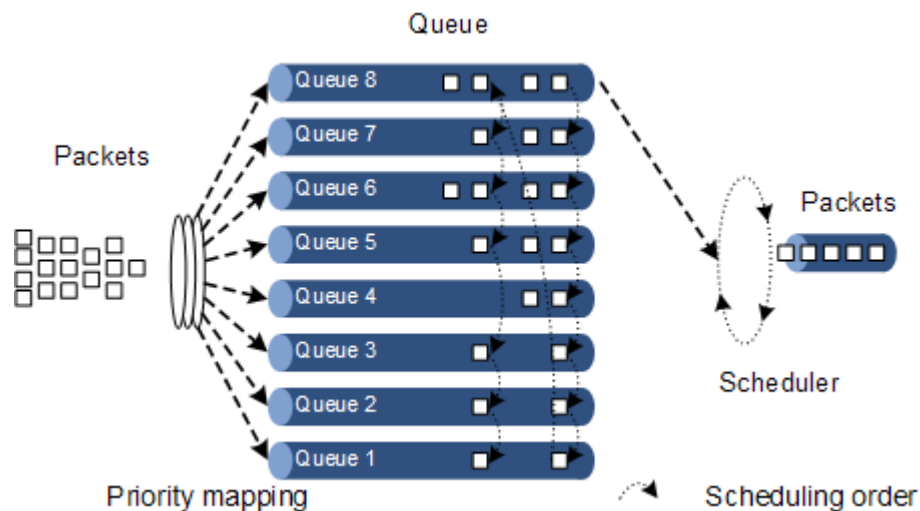 Queue
Queue 8
Queue 7
Packets
Queue 6
Packets
Queue 5
Queue 4
Queue 3
Scheduler
Queue 2
Queue 1
Priority mapping
Scheduling order